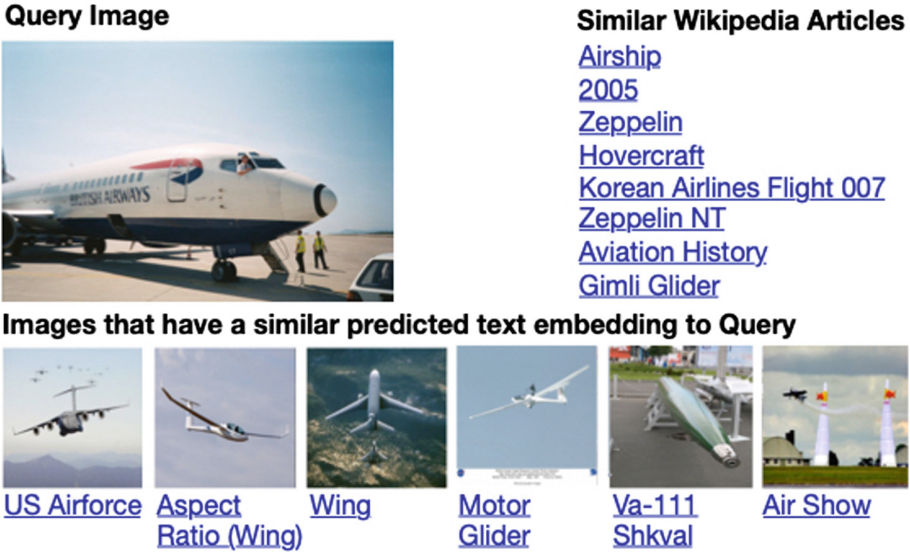 Query Image
Similar Wikipedia Articles
Airship
2005
Zeppelin
Hovercraft
Korean Airlines Flight 007
Zeppelin NT
Aviation History
Gimli Glider
BRITISH AIRWAYS
Images that have a similar predicted text embedding to Query
US Airforce
Aspect
Ratio (Wing)
Wing
Motor
Glider
Va-111
Shkval
Air Show